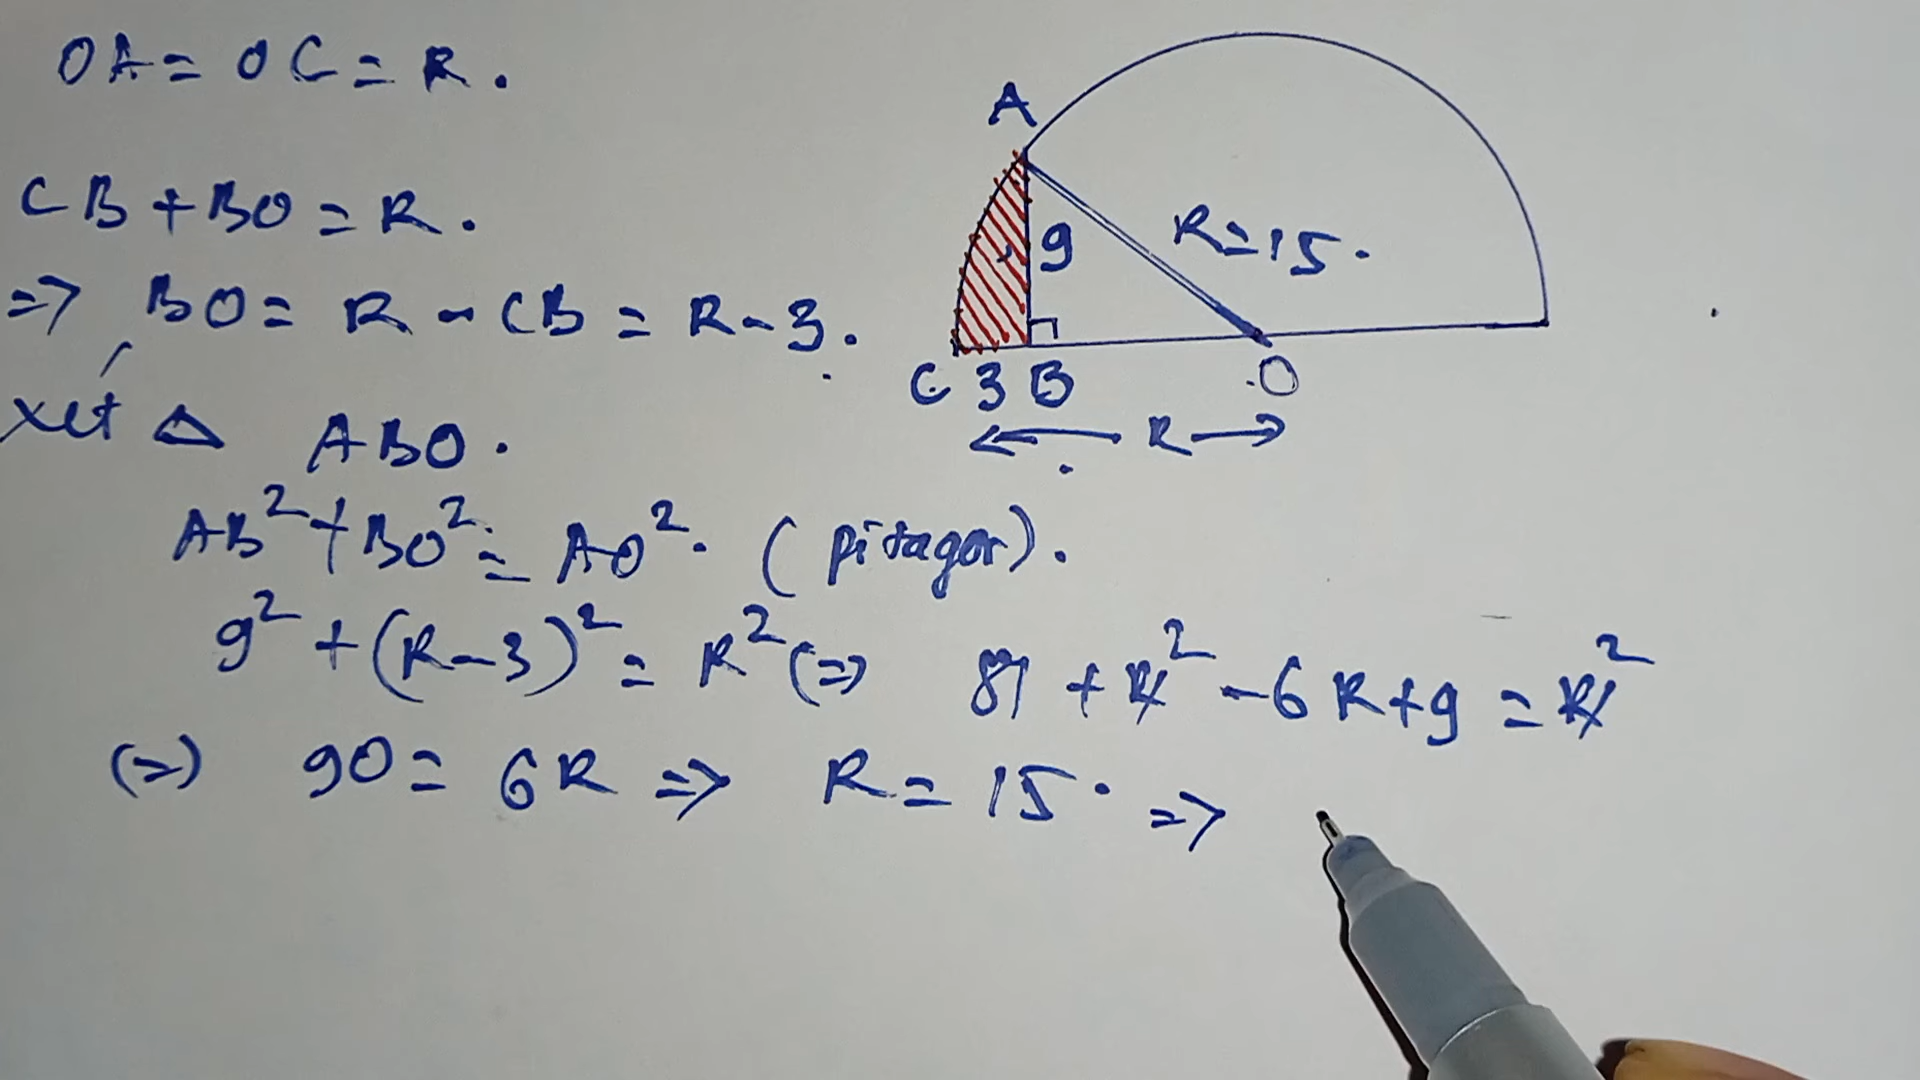 OA = OC = R.
CB + BO = R.
=> BO = R - CB = R - 3.
xét △ ABO.
AB² + BO² = AO². (pitagor).
9² + (R - 3)² = R² (=> 81 + R² - 6R + 9 = R²
(=) 90 = 6R => R = 15. =>
A
9
R = 15.
C 3 B O
← R →